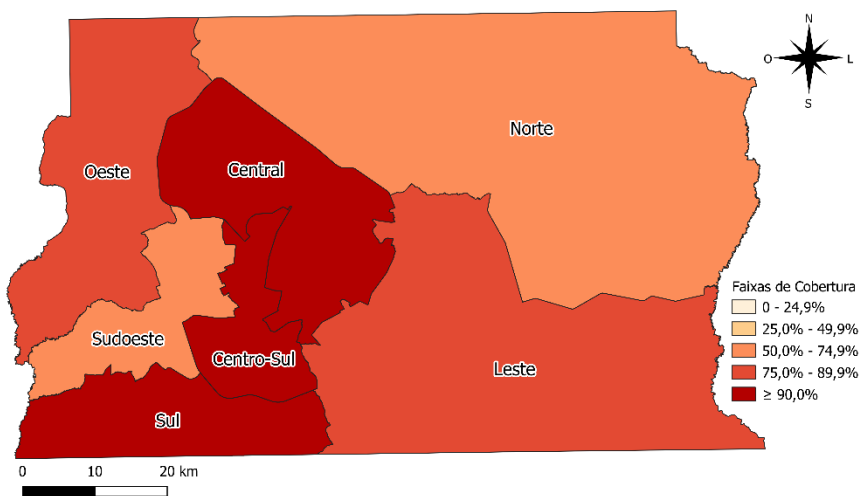 N
O L
S
Norte
Oeste
Central
Sudoeste
Centro-Sul
Leste
Sul
Faixas de Cobertura
0 - 24,9%
25,0% - 49,9%
50,0% - 74,9%
75,0% - 89,9%
≥ 90,0%
0 10 20 km